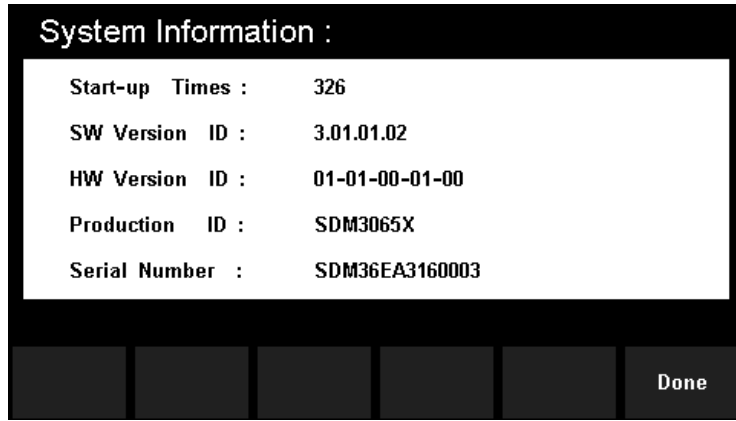 System Information :
Start-up Times : 326
SW Version ID : 3.01.01.02
HW Version ID : 01-01-00-01-00
Production ID : SDM3065X
Serial Number : SDM36EA3160003
Done